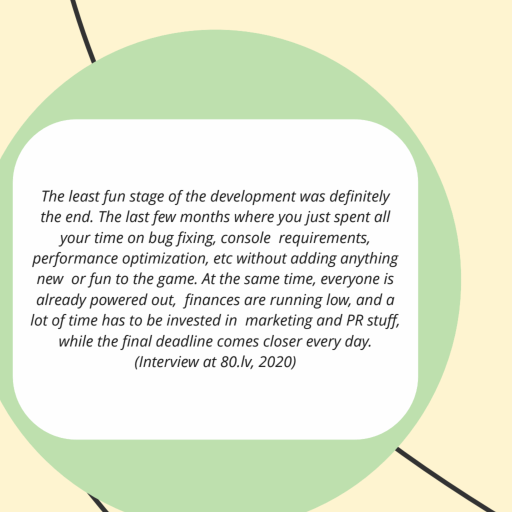 The least fun stage of the development was definitely
the end. The last few months where you just spent all
your time on bug fixing, console  requirements,
performance optimization, etc without adding anything
new  or fun to the game. At the same time, everyone is
already powered out,  finances are running low, and a
lot of time has to be invested in  marketing and PR stuff,
while the final deadline comes closer every day.
(Interview at 80.lv, 2020)